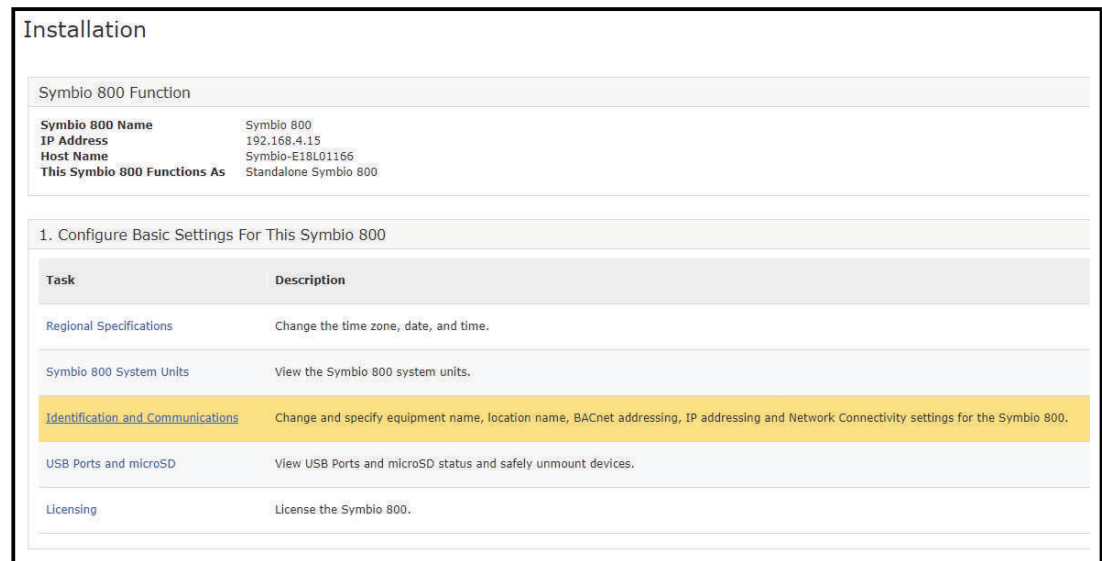 Installation
Symbio 800 Function
Symbio 800 Name Symbio 800
IP Address 192.168.4.15
Host Name Symbio-E18L01166
This Symbio 800 Functions As Standalone Symbio 800
1. Configure Basic Settings For This Symbio 800
Task Description
Regional Specifications Change the time zone, date, and time.
Symbio 800 System Units View the Symbio 800 system units.
Identification and Communications Change and specify equipment name, location name, BACnet addressing, IP addressing and Network Connectivity settings for the Symbio 800.
USB Ports and microSD View USB Ports and microSD status and safely unmount devices.
Licensing License the Symbio 800.